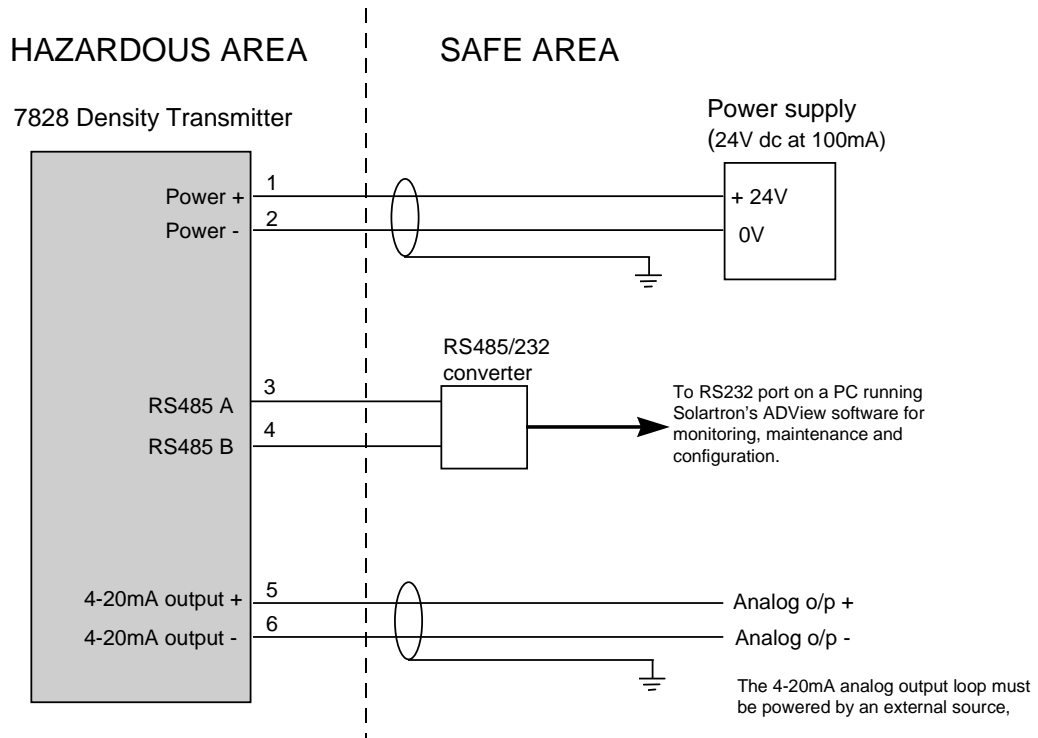 HAZARDOUS AREA
SAFE AREA
7828 Density Transmitter
Power supply
(24V dc at 100mA)
Power +
1
+ 24V
Power -
2
0V
RS485/232
converter
RS485 A
3
RS485 B
4
To RS232 port on a PC running
Solartron’s ADView software for
monitoring, maintenance and
configuration.
4-20mA output +
5
Analog o/p +
4-20mA output -
6
Analog o/p -
The 4-20mA analog output loop must
be powered by an external source,